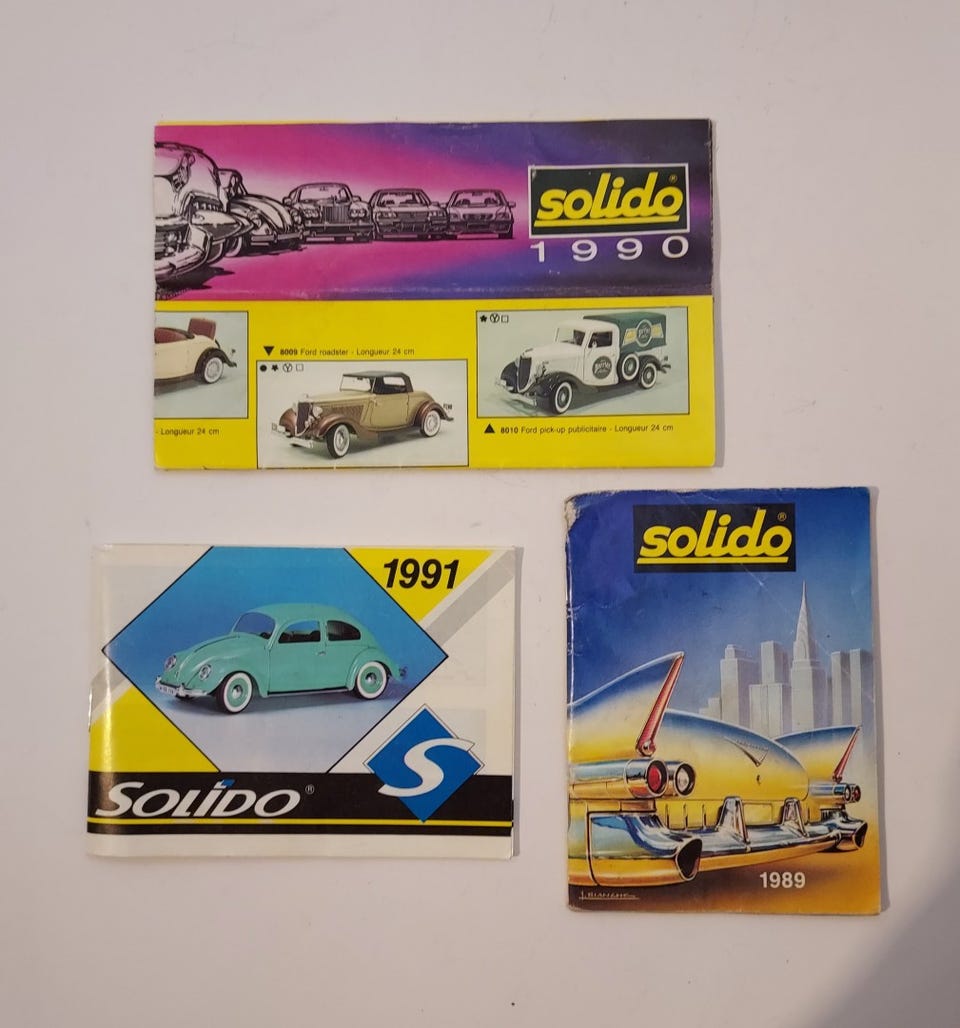 solido®
1990
▼ 8009 Ford roadster - Longueur 24 cm
- Longueur 24 cm
▲ 8010 Ford pick-up publicitaire - Longueur 24 cm
1991
S
SOLIDO®
solido®
1989
J. BIANCHE